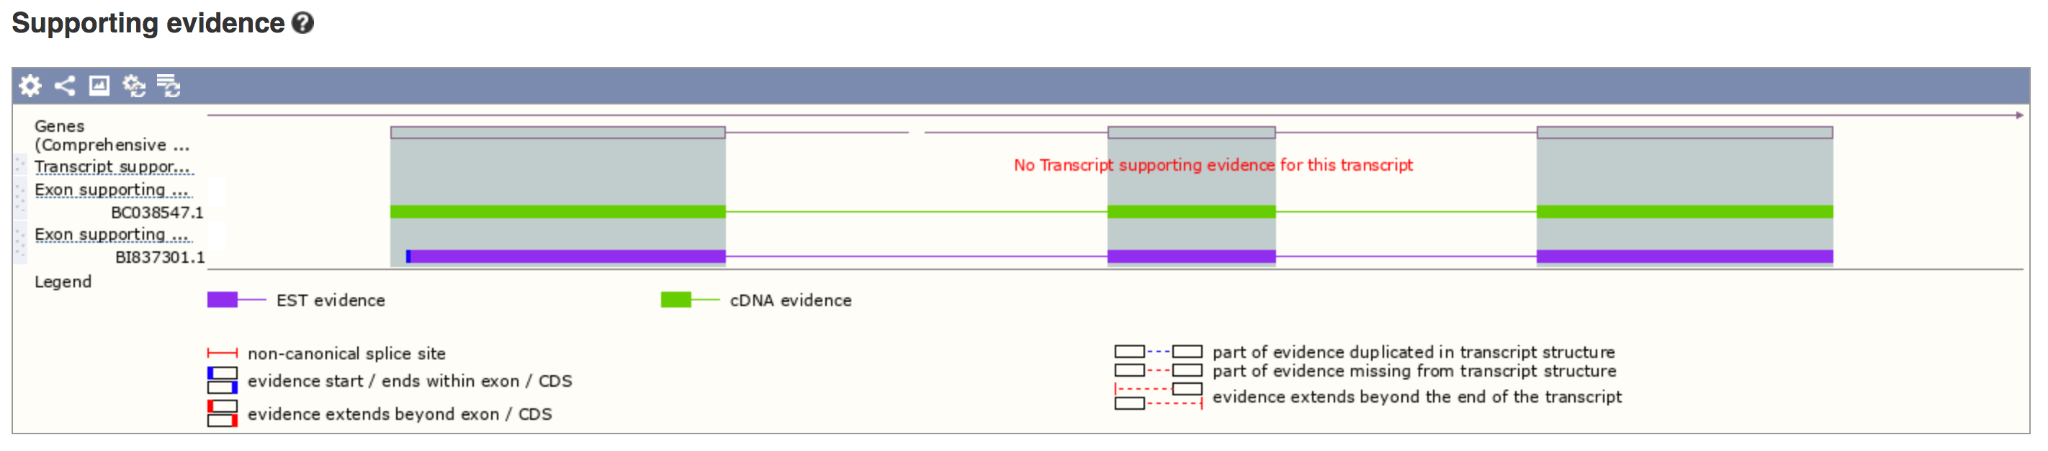 Supporting evidence ?
Genes
(Comprehensive ...
Transcript suppor...
No Transcript supporting evidence for this transcript
Exon supporting ...
BC038547.1
Exon supporting ...
BI837301.1
Legend
EST evidence
cDNA evidence
non-canonical splice site
evidence start / ends within exon / CDS
evidence extends beyond exon / CDS
part of evidence duplicated in transcript structure
part of evidence missing from transcript structure
evidence extends beyond the end of the transcript